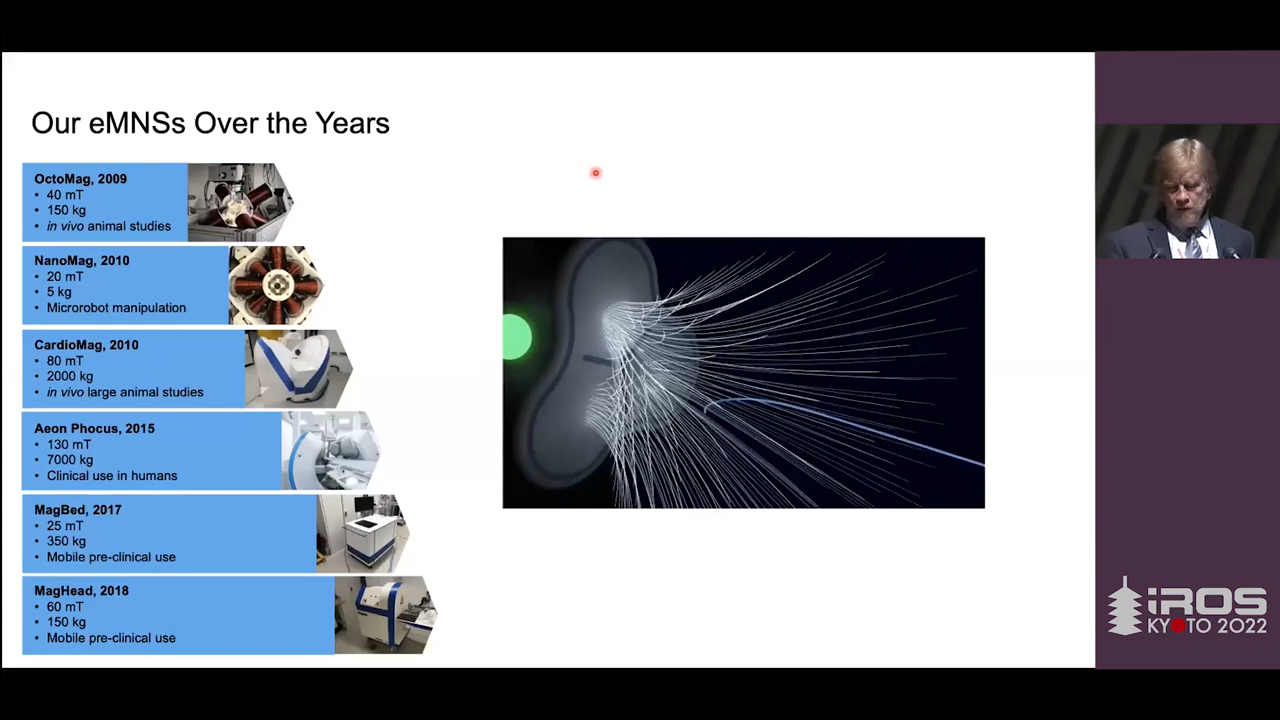 Our eMNSs Over the Years
OctoMag, 2009
• 40 mT
• 150 kg
• in vivo animal studies
NanoMag, 2010
• 20 mT
• 5 kg
• Microrobot manipulation
CardioMag, 2010
• 80 mT
• 2000 kg
• in vivo large animal studies
Aeon Phocus, 2015
• 130 mT
• 7000 kg
• Clinical use in humans
MagBed, 2017
• 25 mT
• 350 kg
• Mobile pre-clinical use
MagHead, 2018
• 60 mT
• 150 kg
• Mobile pre-clinical use
iROS
KYOTO 2022